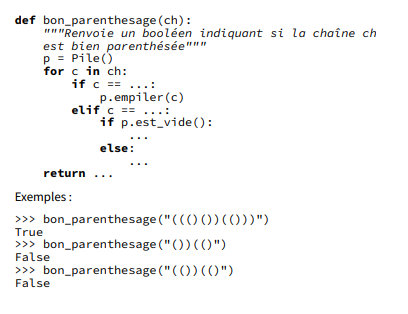 def bon_parenthesage(ch):
    """Renvoie un booléen indiquant si la chaîne ch
    est bien parenthésée"""
    p = Pile()
    for c in ch:
        if c == ...:
            p.empiler(c)
        elif c == ...:
            if p.est_vide():
                ...
            else:
                ...
    return ...
Exemples :
>>> bon_parenthesage("((()())(()))")
True
>>> bon_parenthesage("())(()")
False
>>> bon_parenthesage("(())(()")
False